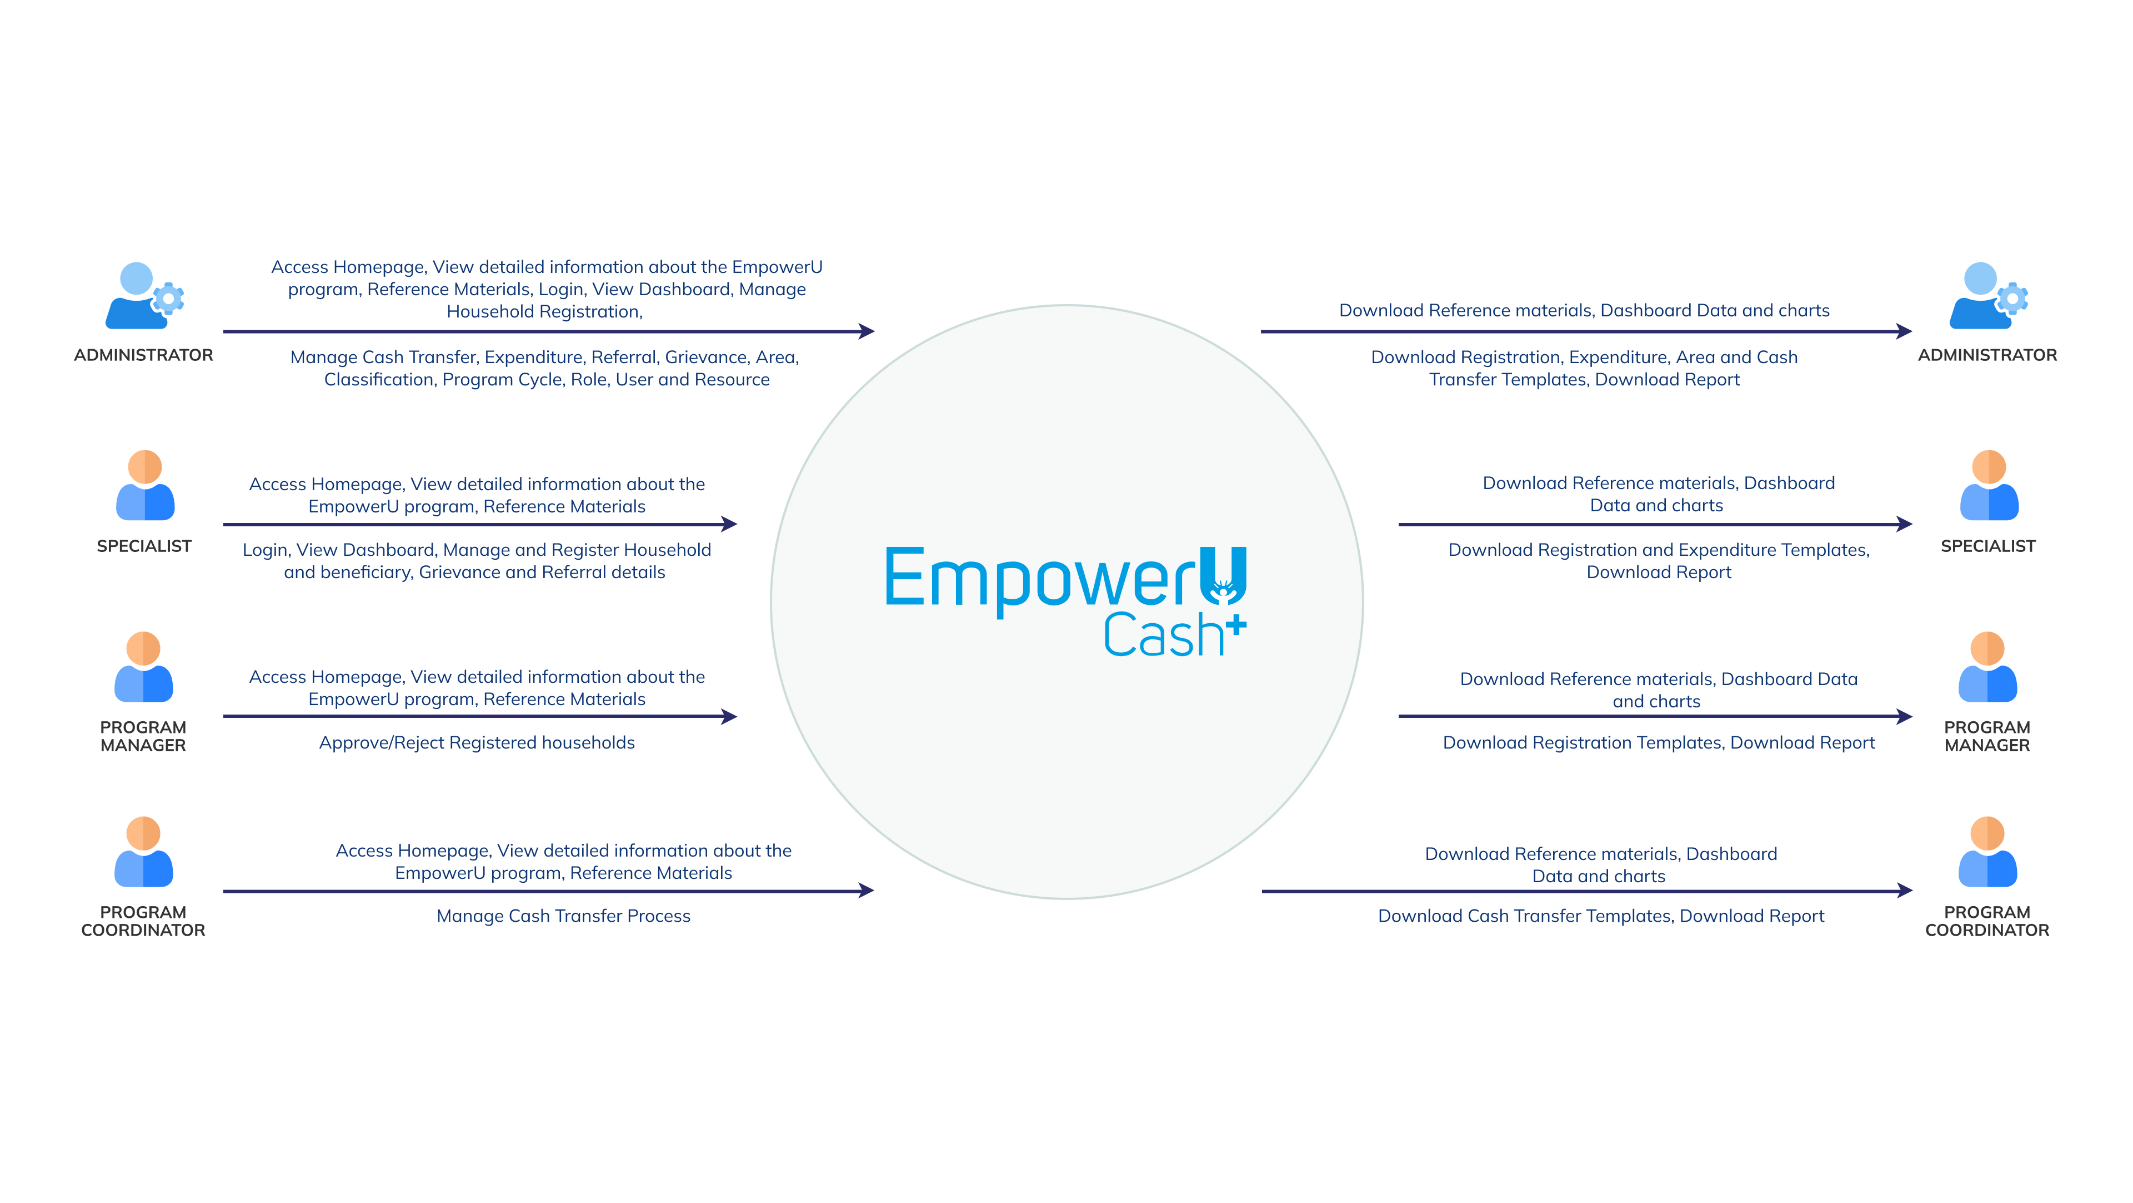 Access Homepage, View detailed information about the EmpowerU
program, Reference Materials, Login, View Dashboard, Manage
Household Registration,
ADMINISTRATOR
Manage Cash Transfer, Expenditure, Referral, Grievance, Area,
Classification, Program Cycle, Role, User and Resource
Access Homepage, View detailed information about the
EmpowerU program, Reference Materials
SPECIALIST
Login, View Dashboard, Manage and Register Household
and beneficiary, Grievance and Referral details
Access Homepage, View detailed information about the
EmpowerU program, Reference Materials
PROGRAM
MANAGER
Approve/Reject Registered households
Access Homepage, View detailed information about the
EmpowerU program, Reference Materials
PROGRAM
COORDINATOR
Manage Cash Transfer Process
EmpowerU
Cash+
Download Reference materials, Dashboard Data and charts
Download Registration, Expenditure, Area and Cash
Transfer Templates, Download Report
ADMINISTRATOR
Download Reference materials, Dashboard
Data and charts
Download Registration and Expenditure Templates,
Download Report
SPECIALIST
Download Reference materials, Dashboard Data
and charts
Download Registration Templates, Download Report
PROGRAM
MANAGER
Download Reference materials, Dashboard
Data and charts
Download Cash Transfer Templates, Download Report
PROGRAM
COORDINATOR